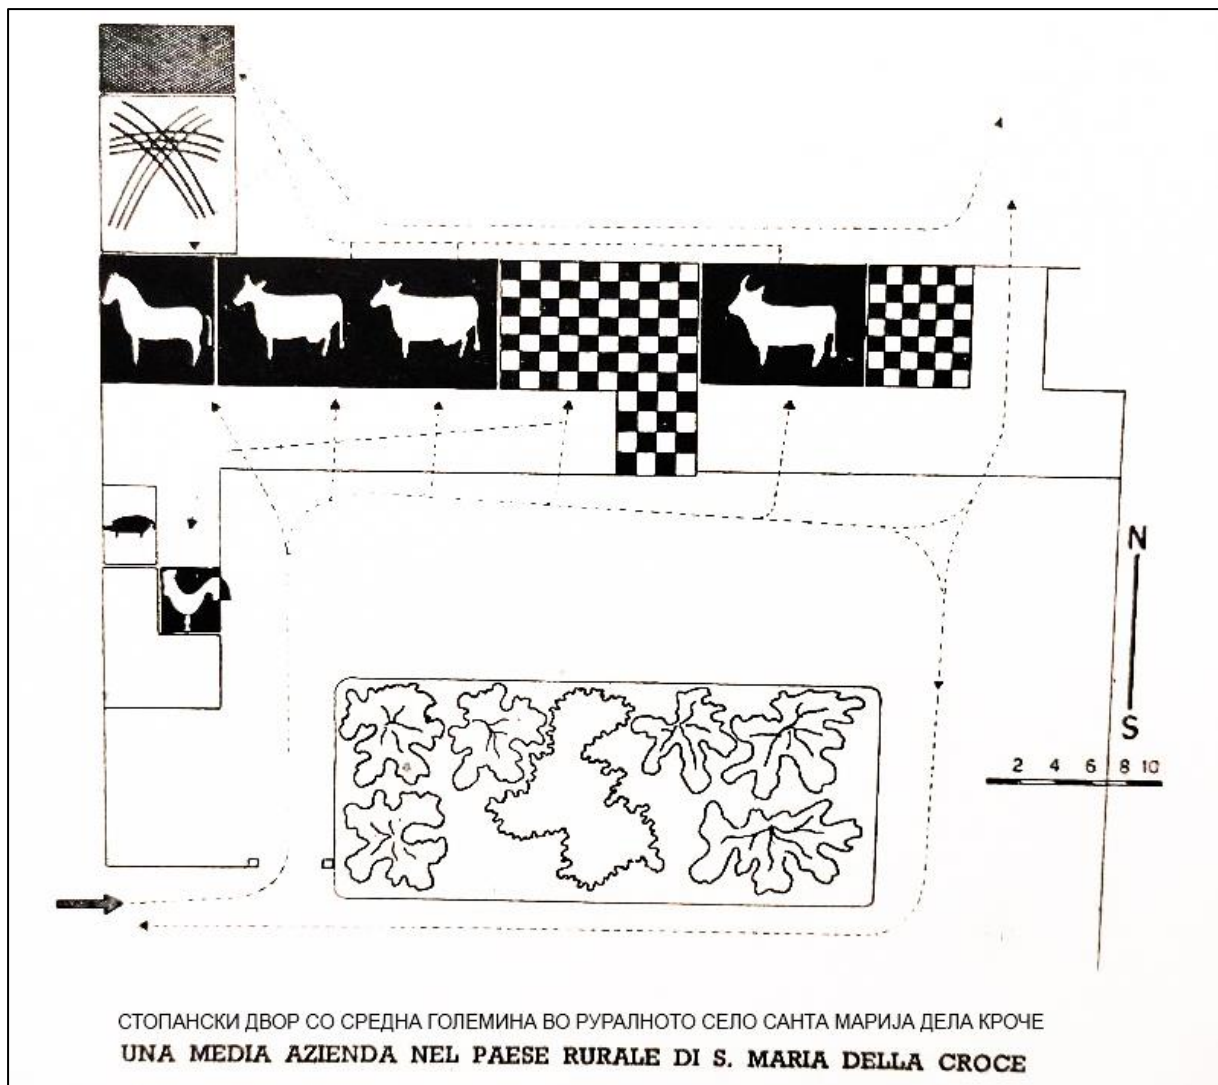 N
S
2 4 6 8 10
СТОПАНСКИ ДВОР СО СРЕДНА ГОЛЕМИНА ВО РУРАЛНОТО СЕЛО САНТА МАРИЈА ДЕЛА КРОЧЕ
UNA MEDIA AZIENDA NEL PAESE RURALE DI S. MARIA DELLA CROCE